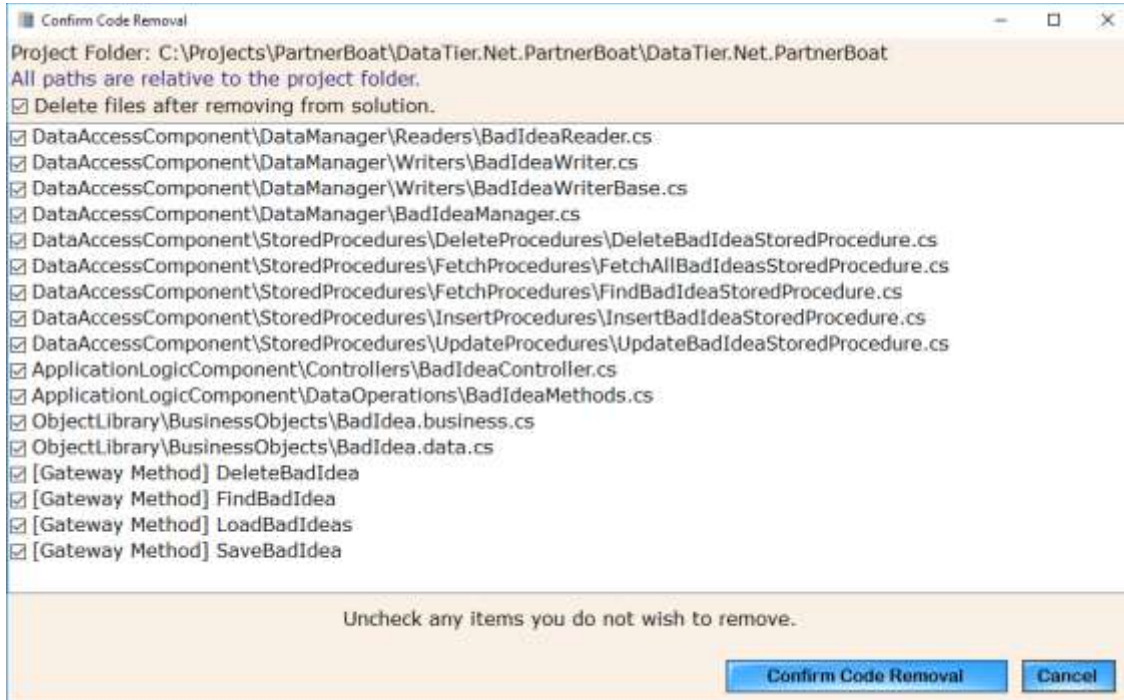 Confirm Code Removal
Project Folder: C:\Projects\PartnerBoat\DataTier.Net.PartnerBoat\DataTier.Net.PartnerBoat
All paths are relative to the project folder.
Delete files after removing from solution.
DataAccessComponent\DataManager\Readers\BadIdeaReader.cs
DataAccessComponent\DataManager\Writers\BadIdeaWriter.cs
DataAccessComponent\DataManager\Writers\BadIdeaWriterBase.cs
DataAccessComponent\DataManager\BadIdeaManager.cs
DataAccessComponent\StoredProcedures\DeleteProcedures\DeleteBadIdeaStoredProcedure.cs
DataAccessComponent\StoredProcedures\FetchProcedures\FetchAllBadIdeasStoredProcedure.cs
DataAccessComponent\StoredProcedures\FetchProcedures\FindBadIdeaStoredProcedure.cs
DataAccessComponent\StoredProcedures\InsertProcedures\InsertBadIdeaStoredProcedure.cs
DataAccessComponent\StoredProcedures\UpdateProcedures\UpdateBadIdeaStoredProcedure.cs
ApplicationLogicComponent\Controllers\BadIdeaController.cs
ApplicationLogicComponent\DataOperations\BadIdeaMethods.cs
ObjectLibrary\BusinessObjects\BadIdea.business.cs
ObjectLibrary\BusinessObjects\BadIdea.data.cs
[Gateway Method] DeleteBadIdea
[Gateway Method] FindBadIdea
[Gateway Method] LoadBadIdeas
[Gateway Method] SaveBadIdea
Uncheck any items you do not wish to remove.
Confirm Code Removal Cancel